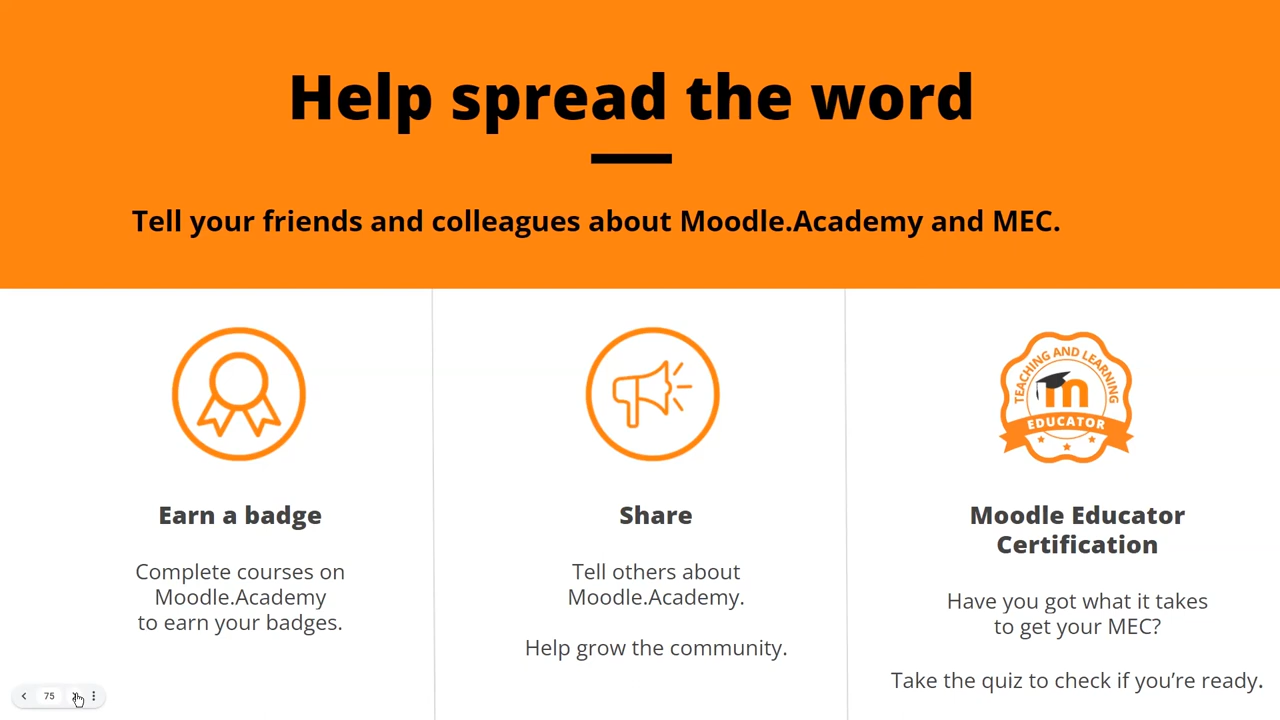 Help spread the word
Tell your friends and colleagues about Moodle.Academy and MEC.
Earn a badge
Complete courses on
Moodle.Academy
to earn your badges.
Share
Tell others about
Moodle.Academy.
Help grow the community.
TEACHING AND LEARNING
m
EDUCATOR
Moodle Educator
Certification
Have you got what it takes
to get your MEC?
Take the quiz to check if you’re ready.
75